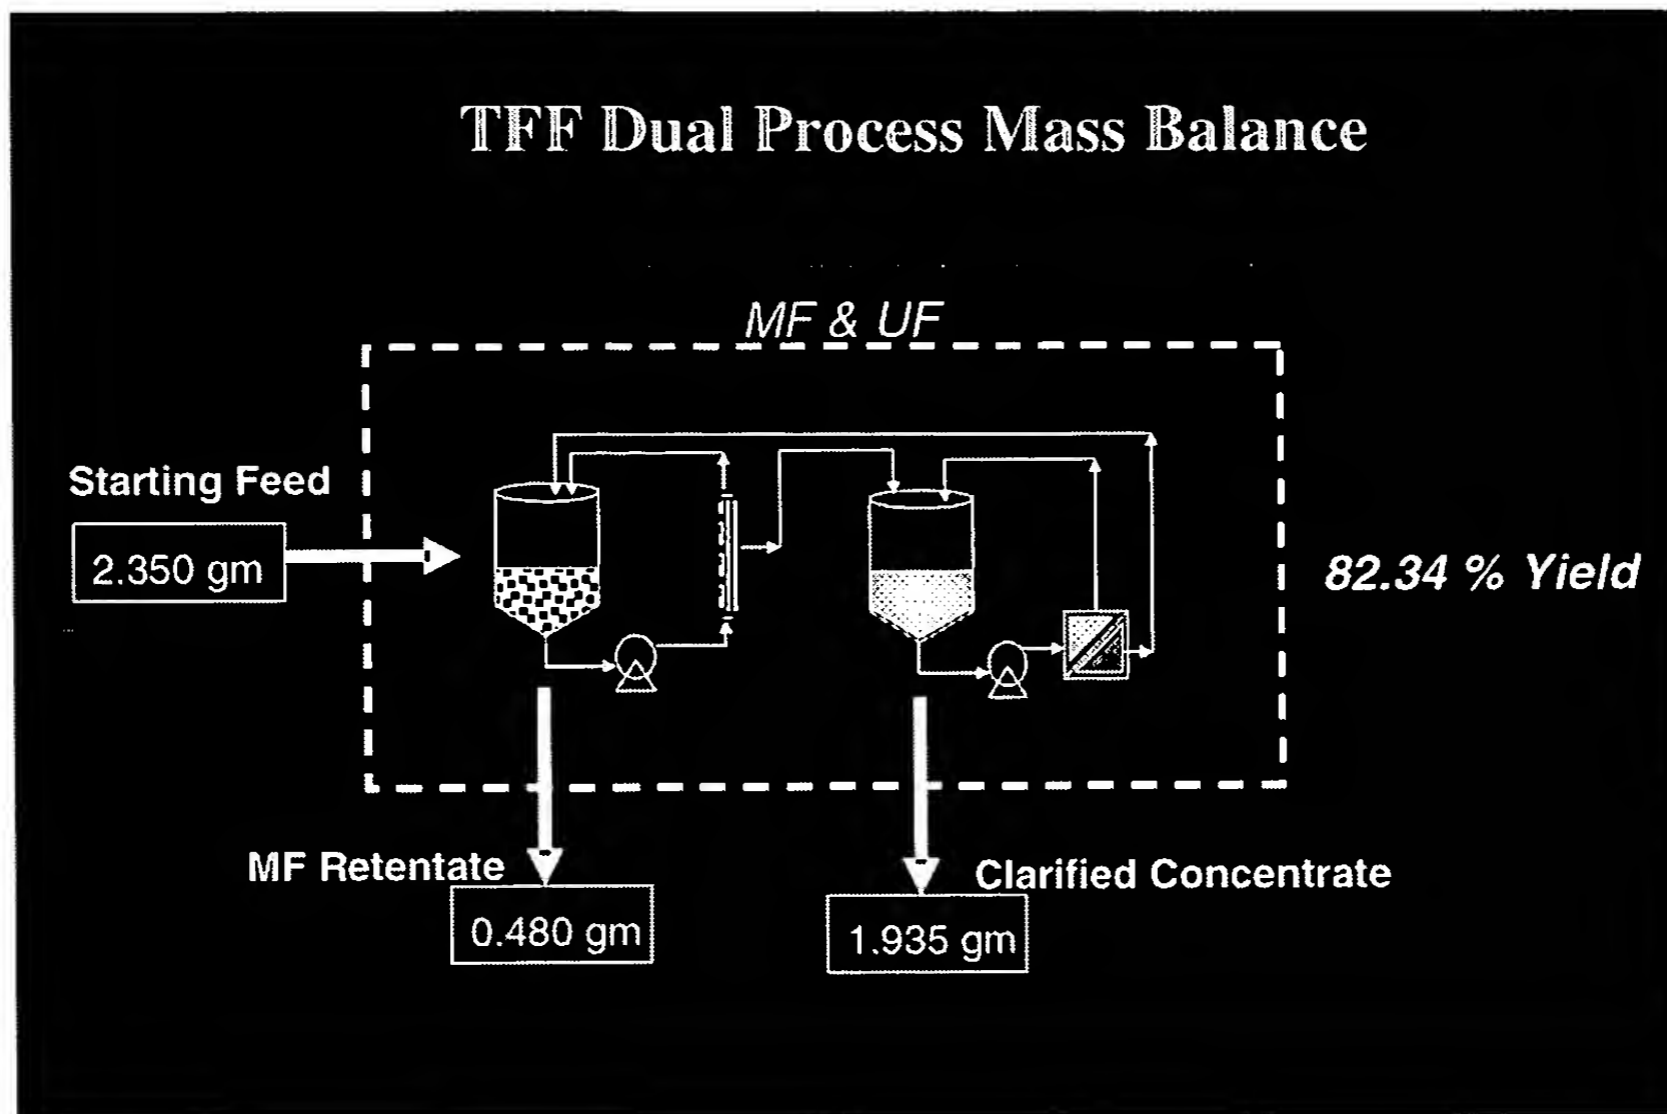 TFF Dual Process Mass Balance
MF & UF
Starting Feed
2.350 gm
82.34 % Yield
MF Retentate
0.480 gm
Clarified Concentrate
1.935 gm